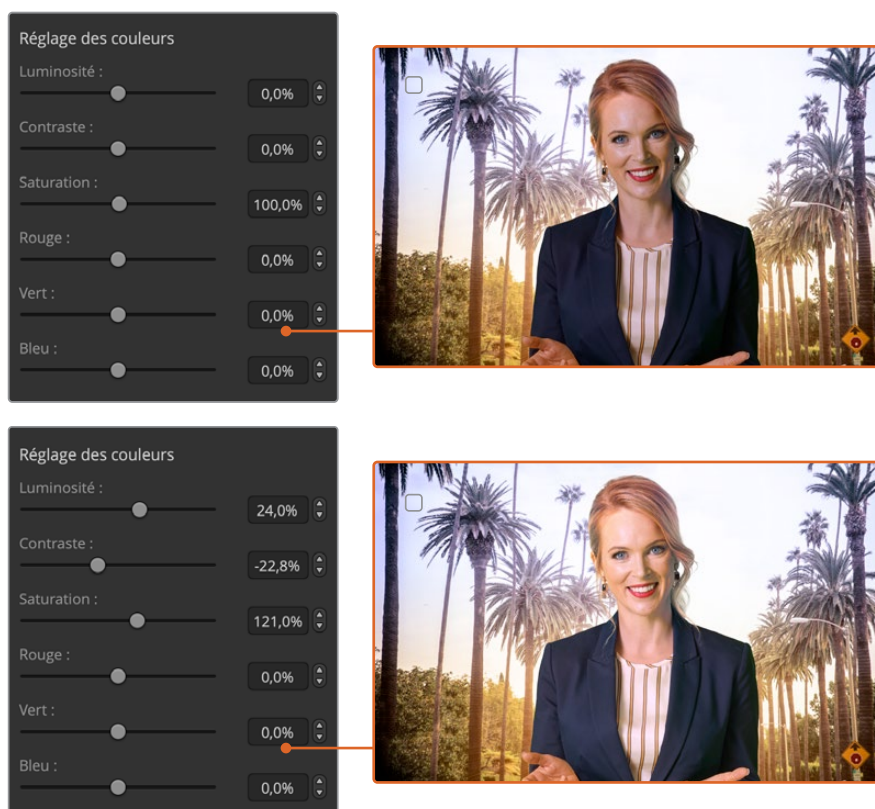 Réglage des couleurs
Luminosité :
0,0%
Contraste :
0,0%
Saturation :
100,0%
Rouge :
0,0%
Vert :
0,0%
Bleu :
0,0%
Réglage des couleurs
Luminosité :
24,0%
Contraste :
-22,8%
Saturation :
121,0%
Rouge :
0,0%
Vert :
0,0%
Bleu :
0,0%